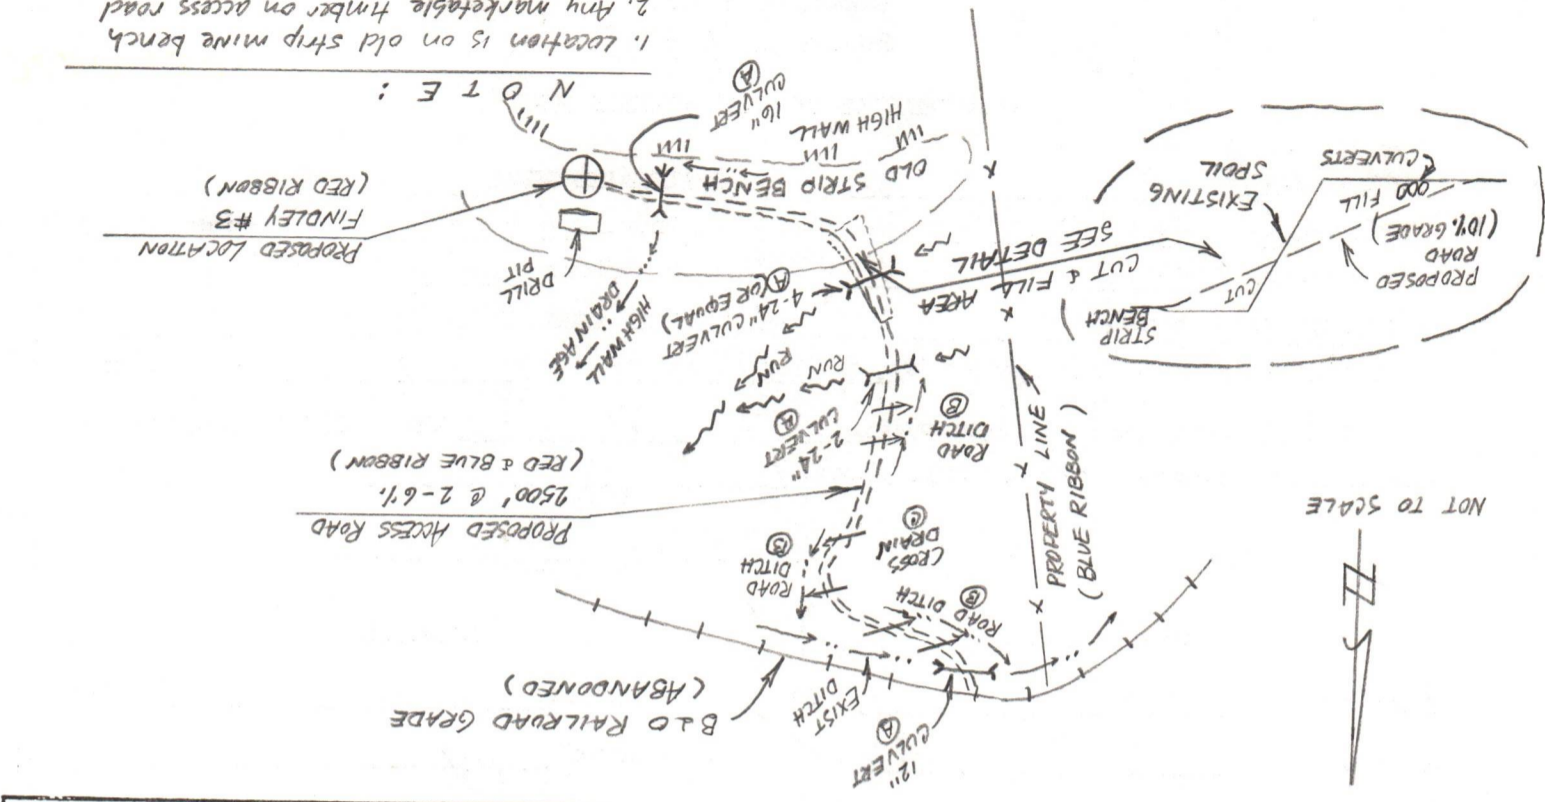 12"
CULVERT
A
EXIST
DITCH
B&O RAILROAD GRADE
(ABANDONED)
N
NOT TO SCALE
ROAD
DITCH
B
ROAD
DITCH
B
CROSS
DRAIN
C
PROPERTY LINE
(BLUE RIBBON)
PROPOSED ACCESS ROAD
2500' @ 2-6%
(RED & BLUE RIBBON)
ROAD
DITCH
B
2-24"
CULVERT
A
RUN
RUN
4-24" CULVERT
A (OR EQUAL)
CUT & FILL AREA
SEE DETAIL
STRIP
BENCH
CUT
PROPOSED
ROAD
(10% GRADE)
FILL
EXISTING
SPOIL
CULVERTS
HIGHWALL
DRAINAGE
DRILL
PIT
PROPOSED LOCATION
FINDLEY #3
(RED RIBBON)
OLD STRIP BENCH
HIGH WALL
16"
CULVERT
A
NOTE:
1. Location is on old strip mine bench
2. Any marketable timber on access road